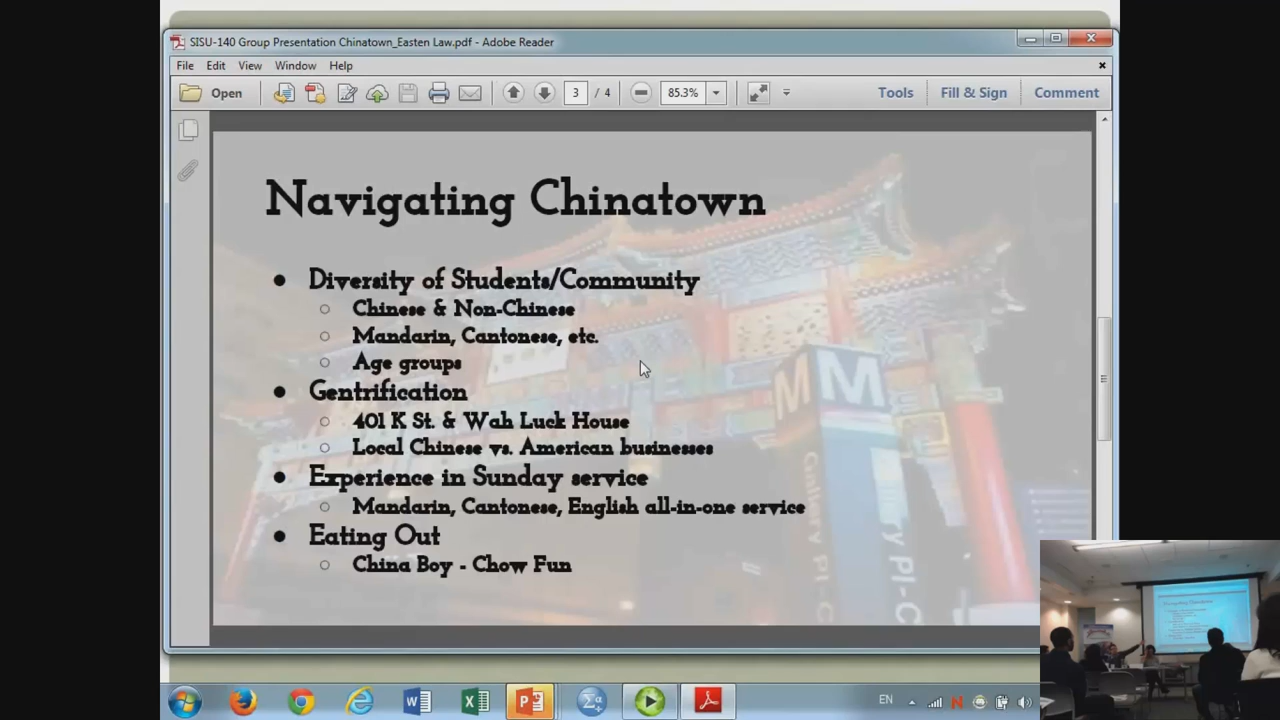 SISU-140 Group Presentation Chinatown_Easten Law.pdf - Adobe Reader
File Edit View Window Help
Open 3 / 4 85.3% Tools Fill & Sign Comment
Navigating Chinatown
● Diversity of Students/Community
○ Chinese & Non-Chinese
○ Mandarin, Cantonese, etc.
○ Age groups
● Gentrification
○ 401 K St. & Wah Luck House
○ Local Chinese vs. American businesses
● Experience in Sunday service
○ Mandarin, Cantonese, English all-in-one service
● Eating Out
○ China Boy - Chow Fun
M M
Gallery Pl-C
EN